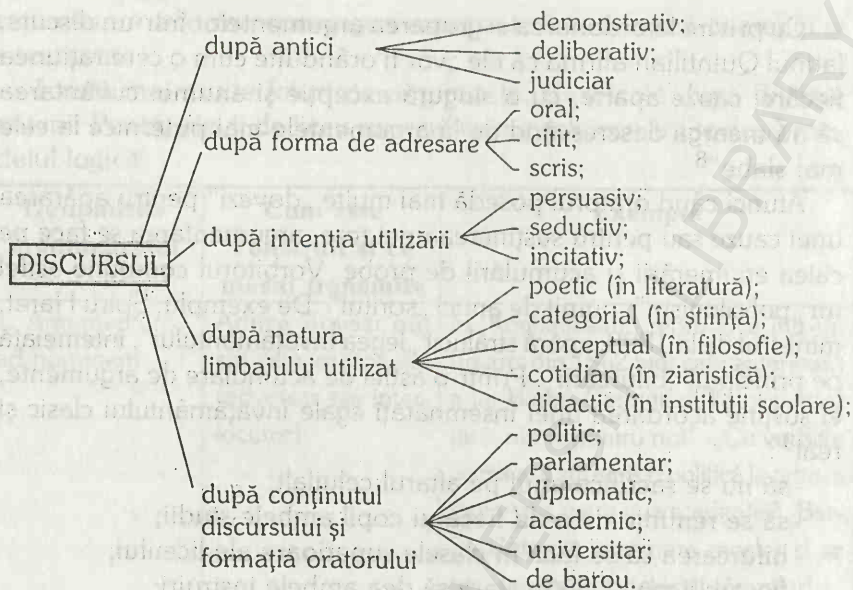 DISCURSUL
după antici
demonstrativ;
deliberativ;
judiciar
după forma de adresare
oral;
citit;
scris;
după intenția utilizării
persuasiv;
seductiv;
incitativ;
după natura
limbajului utilizat
poetic (în literatură);
categorial (în știință);
conceptual (în filosofie);
cotidian (în ziaristică);
didactic (în instituții școlare);
după conținutul
discursului și
formația oratorului
politic;
parlamentar;
diplomatic;
academic;
universitar;
de barou.
LIBRARY